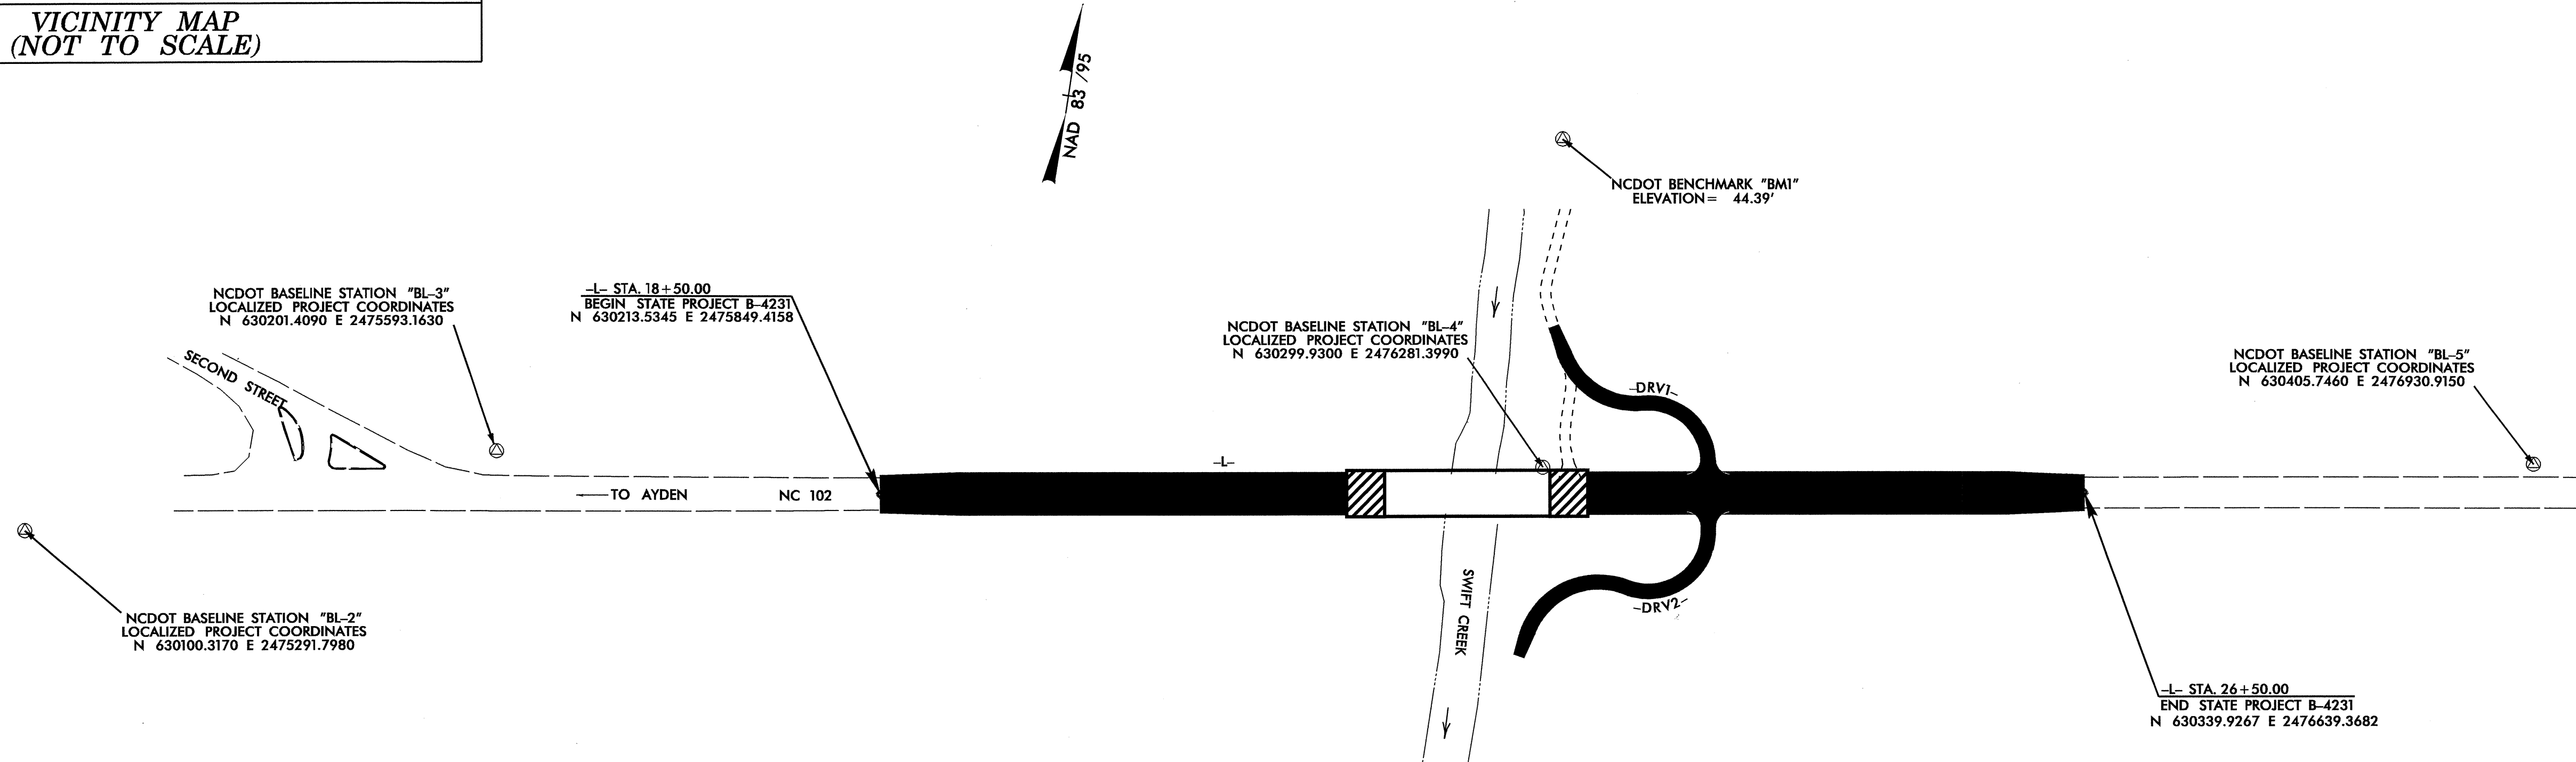 VICINITY MAP
(NOT TO SCALE)
NAD 83 /95
NCDOT BENCHMARK "BM1"
ELEVATION= 44.39'
NCDOT BASELINE STATION "BL-3"
LOCALIZED PROJECT COORDINATES
N 630201.4090 E 2475593.1630
-L- STA. 18+50.00
BEGIN STATE PROJECT B-4231
N 630213.5345 E 2475849.4158
NCDOT BASELINE STATION "BL-4"
LOCALIZED PROJECT COORDINATES
N 630299.9300 E 2476281.3990
NCDOT BASELINE STATION "BL-5"
LOCALIZED PROJECT COORDINATES
N 630405.7460 E 2476930.9150
SECOND STREET
-DRV1-
-L-
TO AYDEN
NC 102
SWIFT CREEK
-DRV2-
NCDOT BASELINE STATION "BL-2"
LOCALIZED PROJECT COORDINATES
N 630100.3170 E 2475291.7980
-L- STA. 26+50.00
END STATE PROJECT B-4231
N 630339.9267 E 2476639.3682